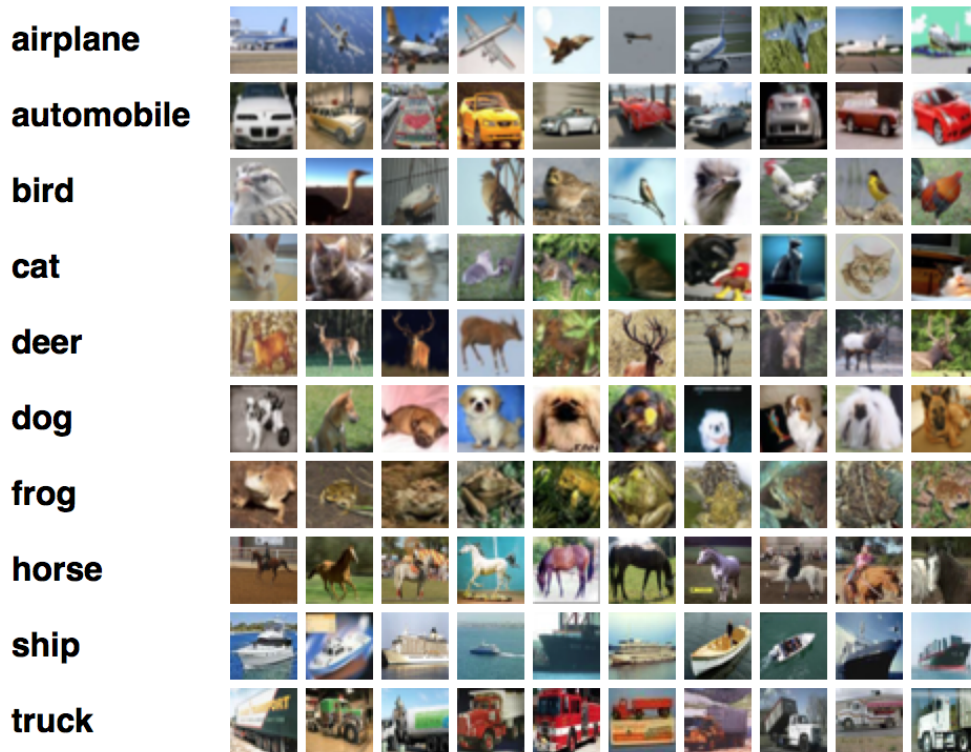 airplane
automobile
bird
cat
deer
dog
frog
horse
ship
truck